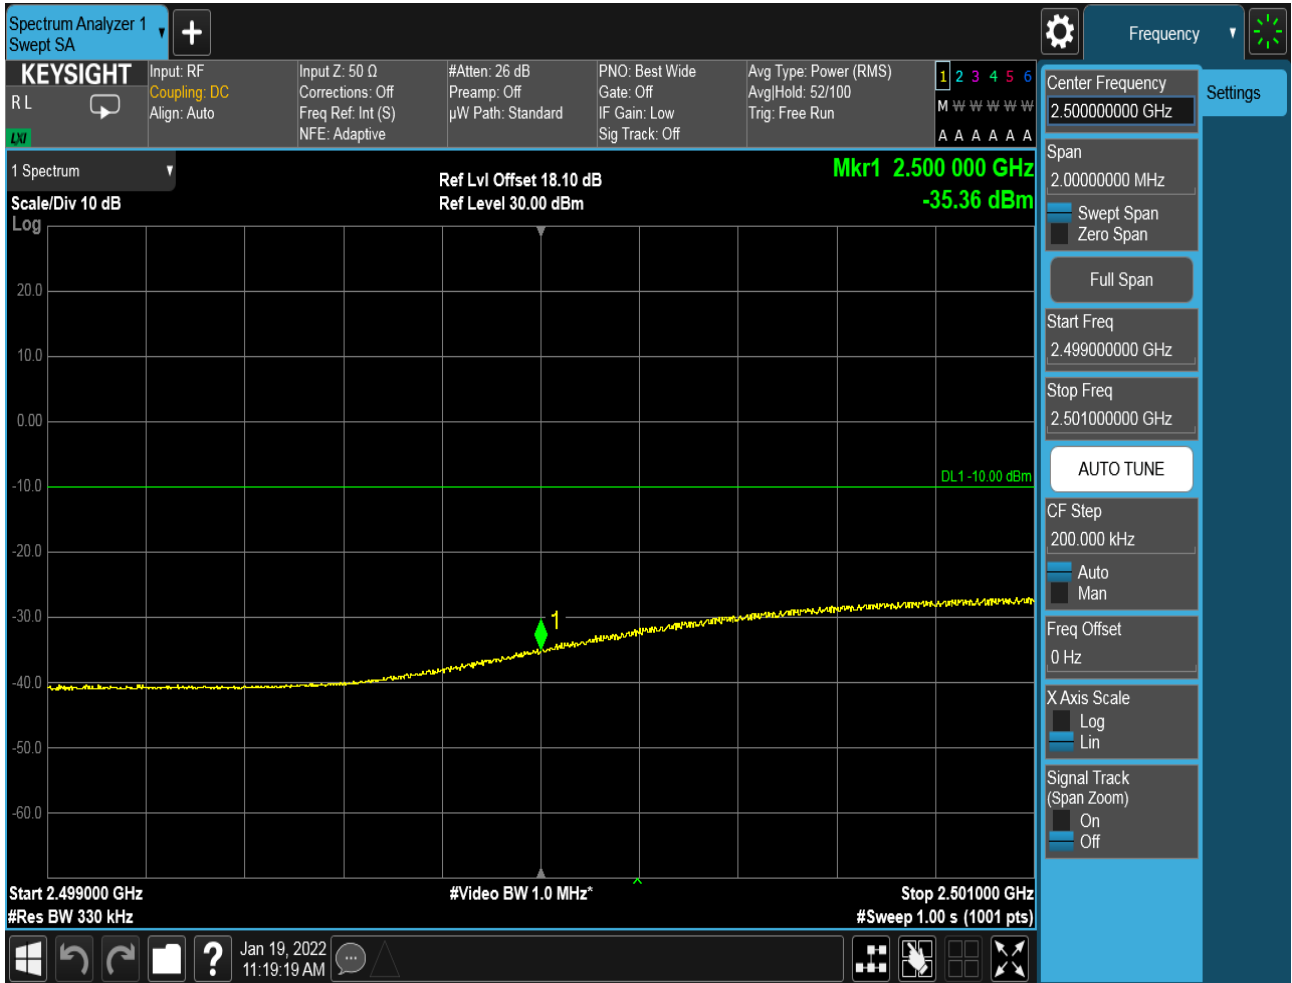 Spectrum Analyzer 1
Swept SA
Frequency
KEYSIGHT
R L
LXI
Input: RF
Coupling: DC
Align: Auto
Input Z: 50 Ω
Corrections: Off
Freq Ref: Int (S)
NFE: Adaptive
#Atten: 26 dB
Preamp: Off
µW Path: Standard
PNO: Best Wide
Gate: Off
IF Gain: Low
Sig Track: Off
Avg Type: Power (RMS)
Avg|Hold: 52/100
Trig: Free Run
1 2 3 4 5 6
M W W W W W
A A A A A A
1 Spectrum
Scale/Div 10 dB
Log
Ref Lvl Offset 18.10 dB
Ref Level 30.00 dBm
Mkr1 2.500 000 GHz
-35.36 dBm
20.0
10.0
0.00
-10.0
DL1 -10.00 dBm
-20.0
-30.0
1
-40.0
-50.0
-60.0
Start 2.499000 GHz
#Video BW 1.0 MHz*
Stop 2.501000 GHz
#Res BW 330 kHz
#Sweep 1.00 s (1001 pts)
Jan 19, 2022
11:19:19 AM
Settings
Center Frequency
2.500000000 GHz
Span
2.00000000 MHz
Swept Span
Zero Span
Full Span
Start Freq
2.499000000 GHz
Stop Freq
2.501000000 GHz
AUTO TUNE
CF Step
200.000 kHz
Auto
Man
Freq Offset
0 Hz
X Axis Scale
Log
Lin
Signal Track
(Span Zoom)
On
Off